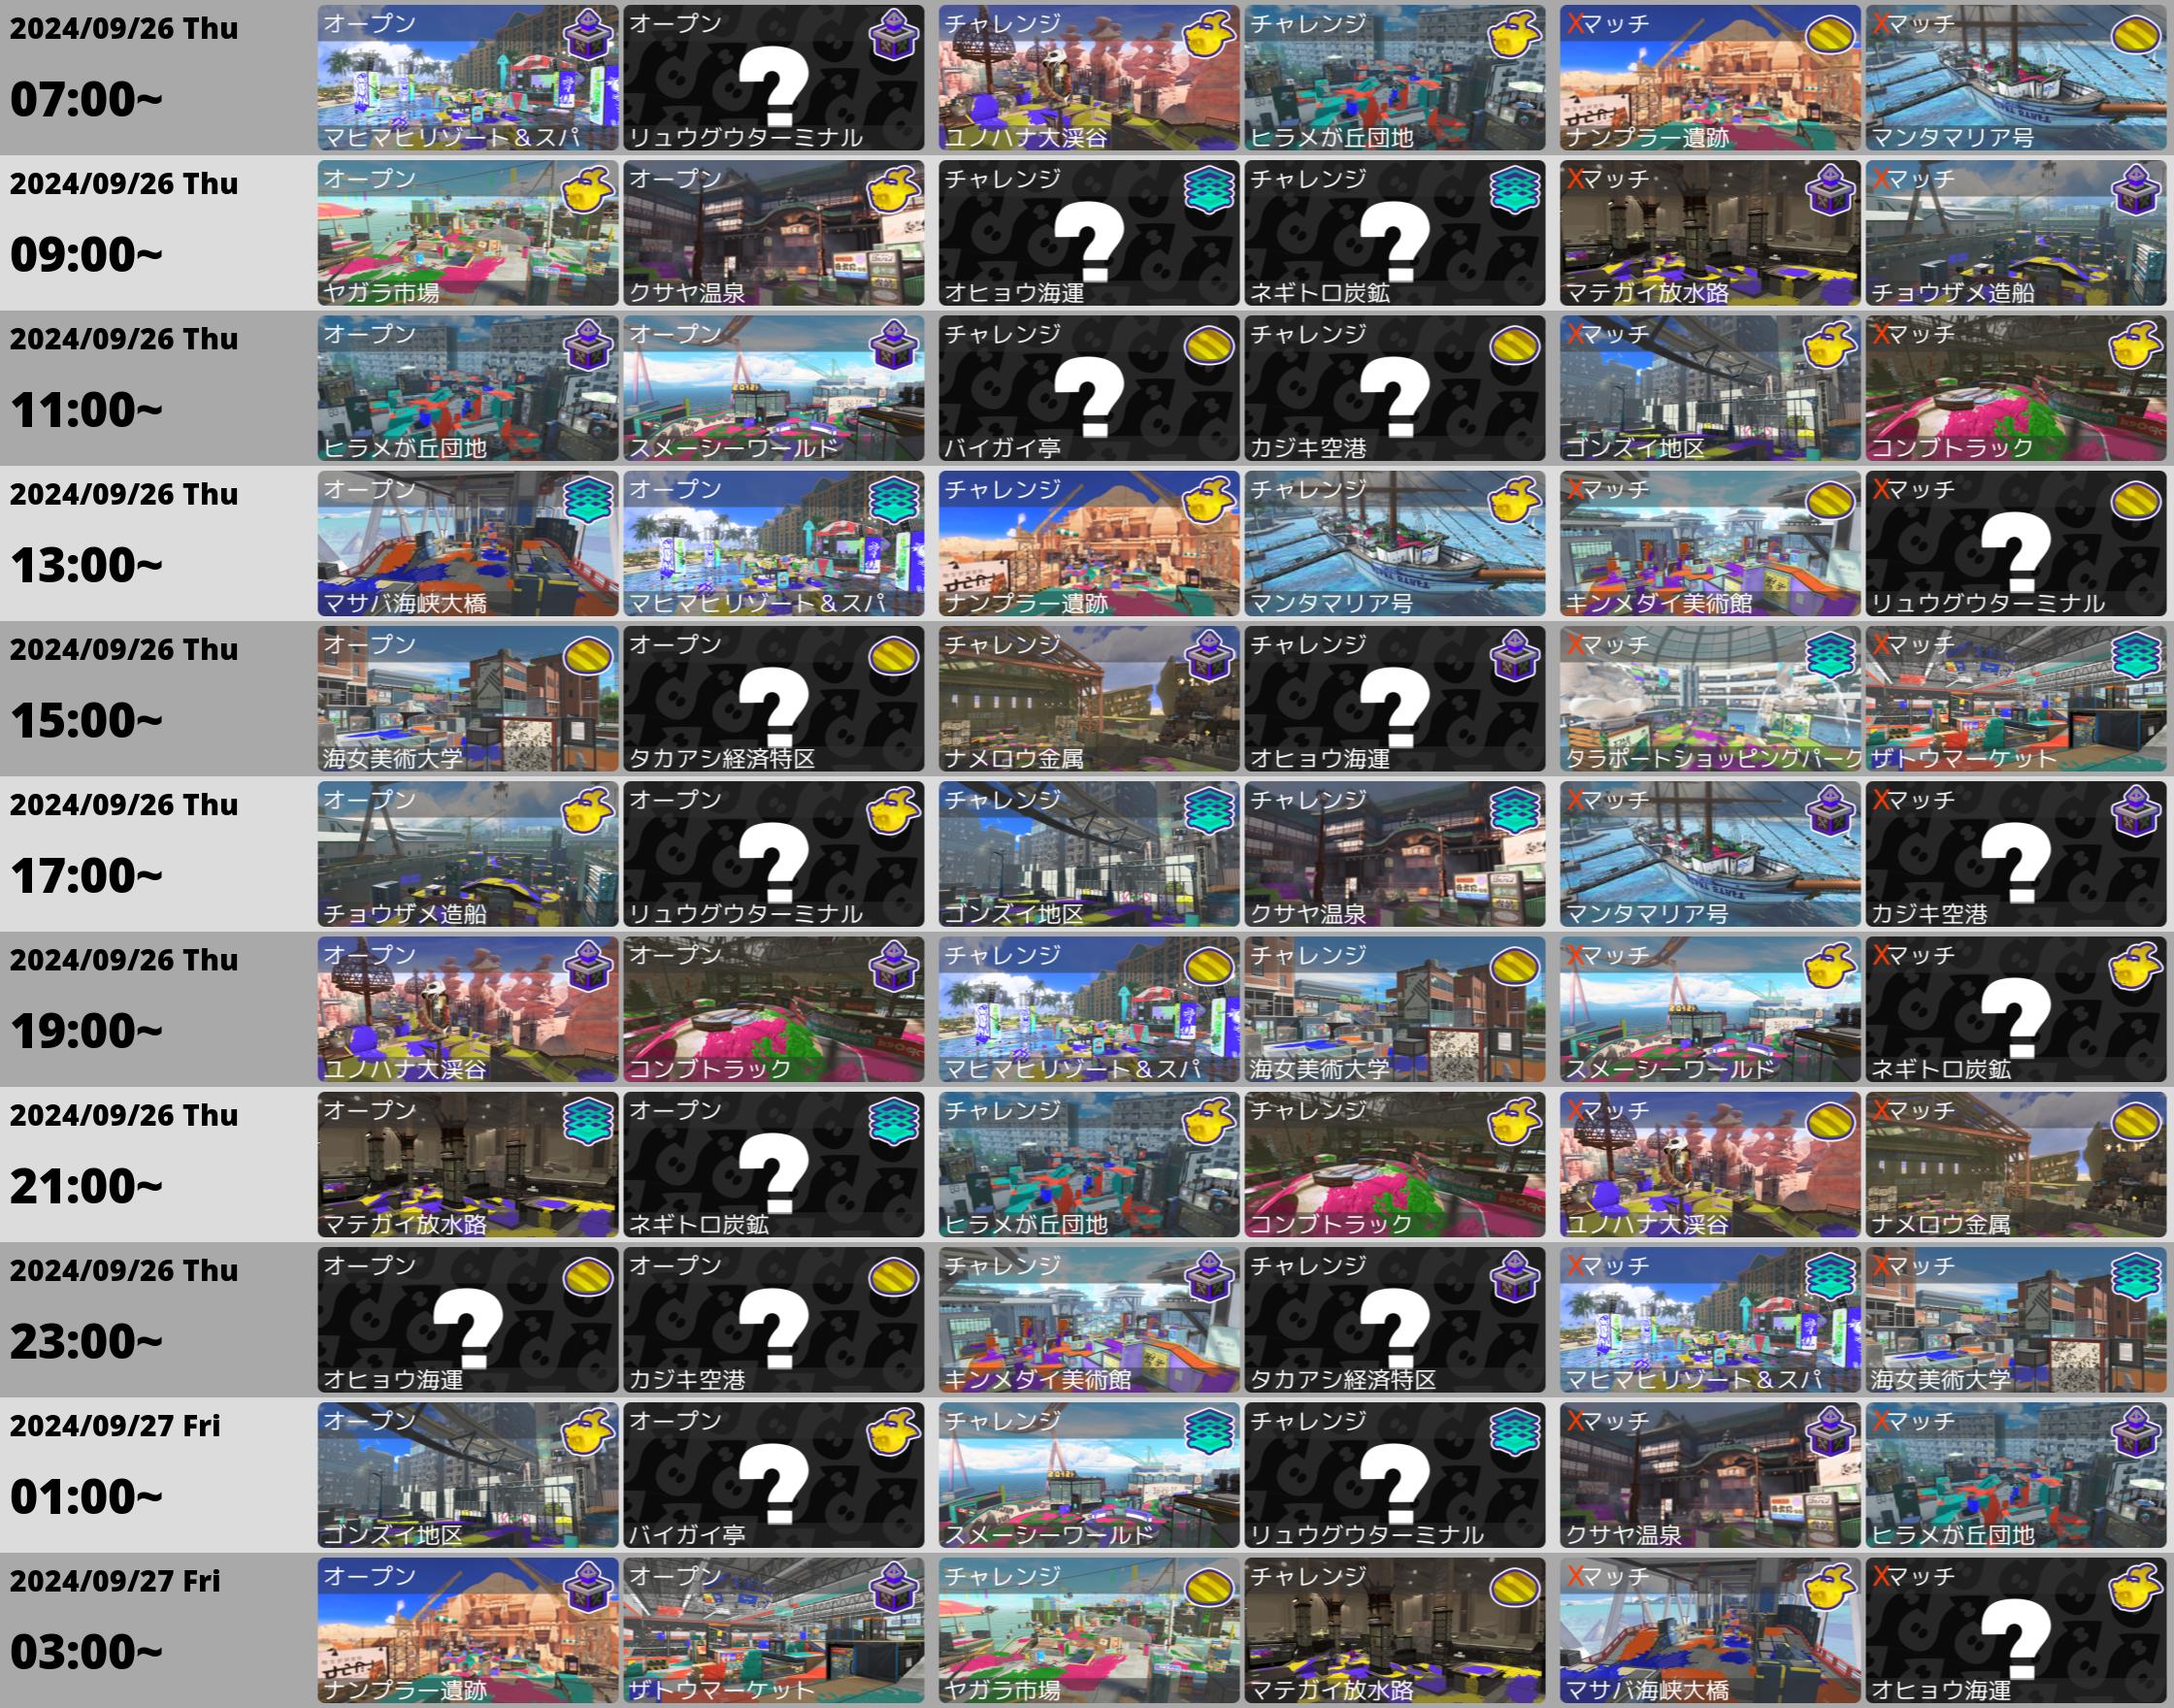 2024/09/26 Thu
07:00~
オープン オープン チャレンジ チャレンジ Xマッチ Xマッチ
マヒマヒリゾート＆スパ リュウグウターミナル ユノハナ大渓谷 ヒラメが丘団地 ナンプラー遺跡 マンタマリア号
2024/09/26 Thu
09:00~
オープン オープン チャレンジ チャレンジ Xマッチ Xマッチ
ヤガラ市場 クサヤ温泉 オヒョウ海運 ネギトロ炭鉱 マテガイ放水路 チョウザメ造船
2024/09/26 Thu
11:00~
オープン オープン チャレンジ チャレンジ Xマッチ Xマッチ
ヒラメが丘団地 スメーシーワールド バイガイ亭 カジキ空港 ゴンズイ地区 コンブトラック
2024/09/26 Thu
13:00~
オープン オープン チャレンジ チャレンジ Xマッチ Xマッチ
マサバ海峡大橋 マヒマヒリゾート＆スパ ナンプラー遺跡 マンタマリア号 キンメダイ美術館 リュウグウターミナル
2024/09/26 Thu
15:00~
オープン オープン チャレンジ チャレンジ Xマッチ Xマッチ
海女美術大学 タカアシ経済特区 ナメロウ金属 オヒョウ海運 タラポートショッピングパーク ザトウマーケット
2024/09/26 Thu
17:00~
オープン オープン チャレンジ チャレンジ Xマッチ Xマッチ
チョウザメ造船 リュウグウターミナル ゴンズイ地区 クサヤ温泉 マンタマリア号 カジキ空港
2024/09/26 Thu
19:00~
オープン オープン チャレンジ チャレンジ Xマッチ Xマッチ
ユノハナ大渓谷 コンブトラック マヒマヒリゾート＆スパ 海女美術大学 スメーシーワールド ネギトロ炭鉱
2024/09/26 Thu
21:00~
オープン オープン チャレンジ チャレンジ Xマッチ Xマッチ
マテガイ放水路 ネギトロ炭鉱 ヒラメが丘団地 コンブトラック ユノハナ大渓谷 ナメロウ金属
2024/09/26 Thu
23:00~
オープン オープン チャレンジ チャレンジ Xマッチ Xマッチ
オヒョウ海運 カジキ空港 キンメダイ美術館 タカアシ経済特区 マヒマヒリゾート＆スパ 海女美術大学
2024/09/27 Fri
01:00~
オープン オープン チャレンジ チャレンジ Xマッチ Xマッチ
ゴンズイ地区 バイガイ亭 スメーシーワールド リュウグウターミナル クサヤ温泉 ヒラメが丘団地
2024/09/27 Fri
03:00~
オープン オープン チャレンジ チャレンジ Xマッチ Xマッチ
ナンプラー遺跡 ザトウマーケット ヤガラ市場 マテガイ放水路 マサバ海峡大橋 オヒョウ海運